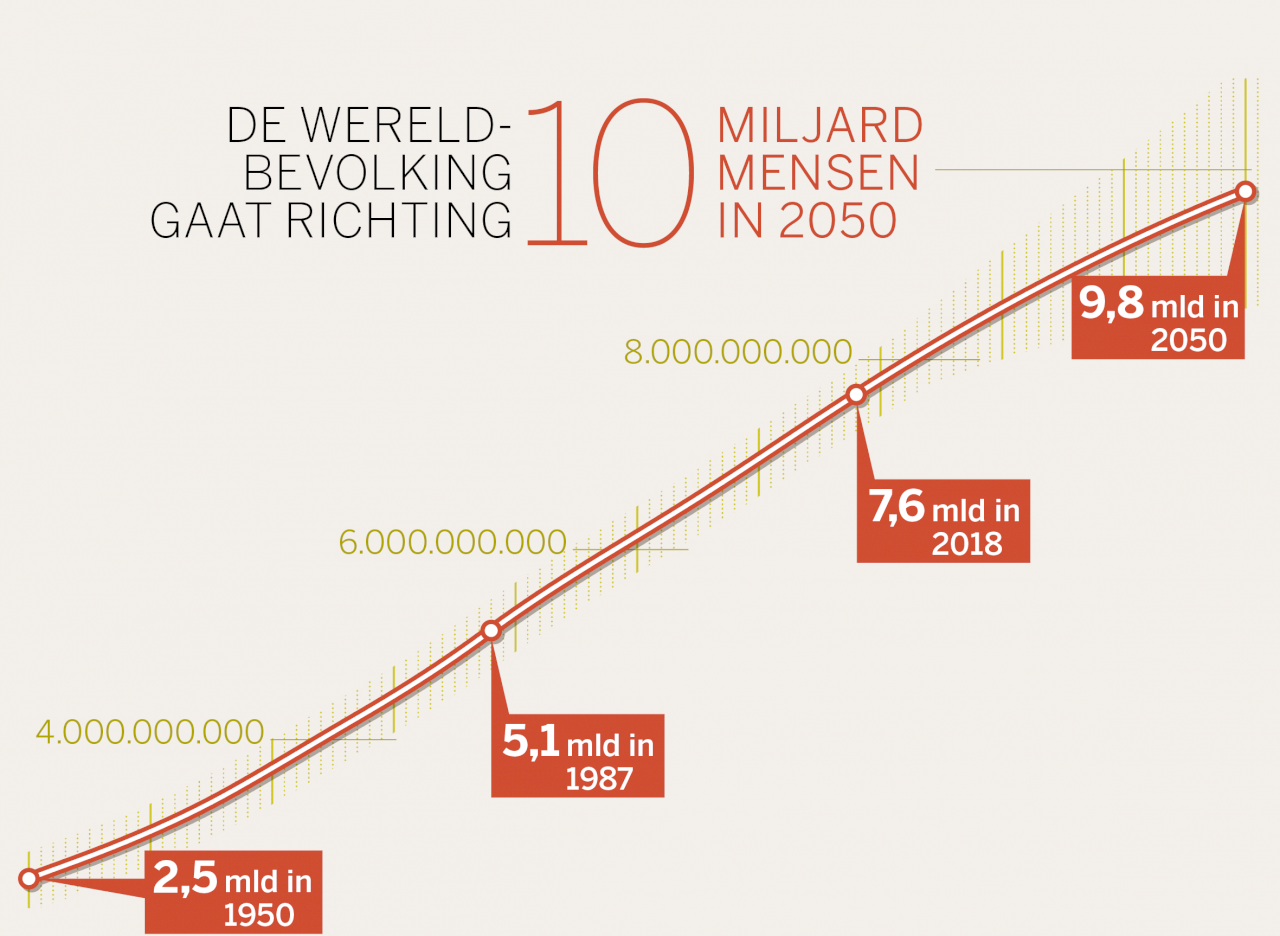 DE WERELD-
BEVOLKING
GAAT RICHTING
10
MILJARD
MENSEN
IN 2050
9,8 mld in
2050
8.000.000.000
7,6 mld in
2018
6.000.000.000
5,1 mld in
1987
4.000.000.000
2,5 mld in
1950